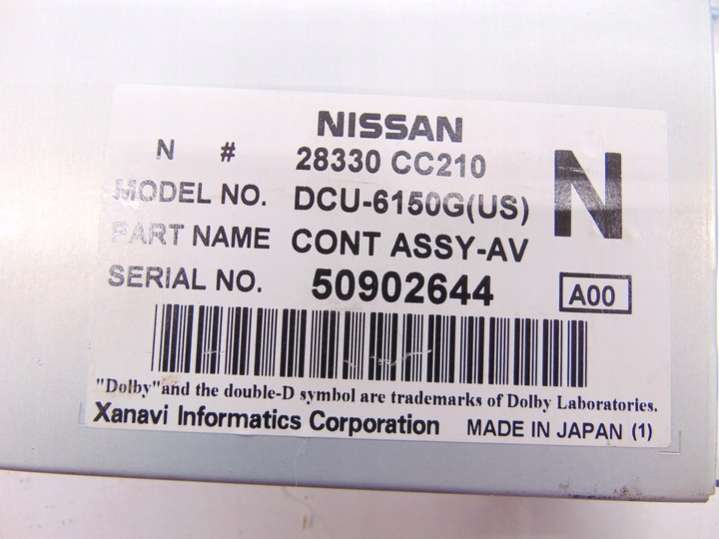 NISSAN
N # 28330 CC210 N
MODEL NO. DCU-6150G(US)
PART NAME CONT ASSY-AV
SERIAL NO. 50902644 A00
"Dolby"and the double-D symbol are trademarks of Dolby Laboratories.
Xanavi Informatics Corporation MADE IN JAPAN (1)